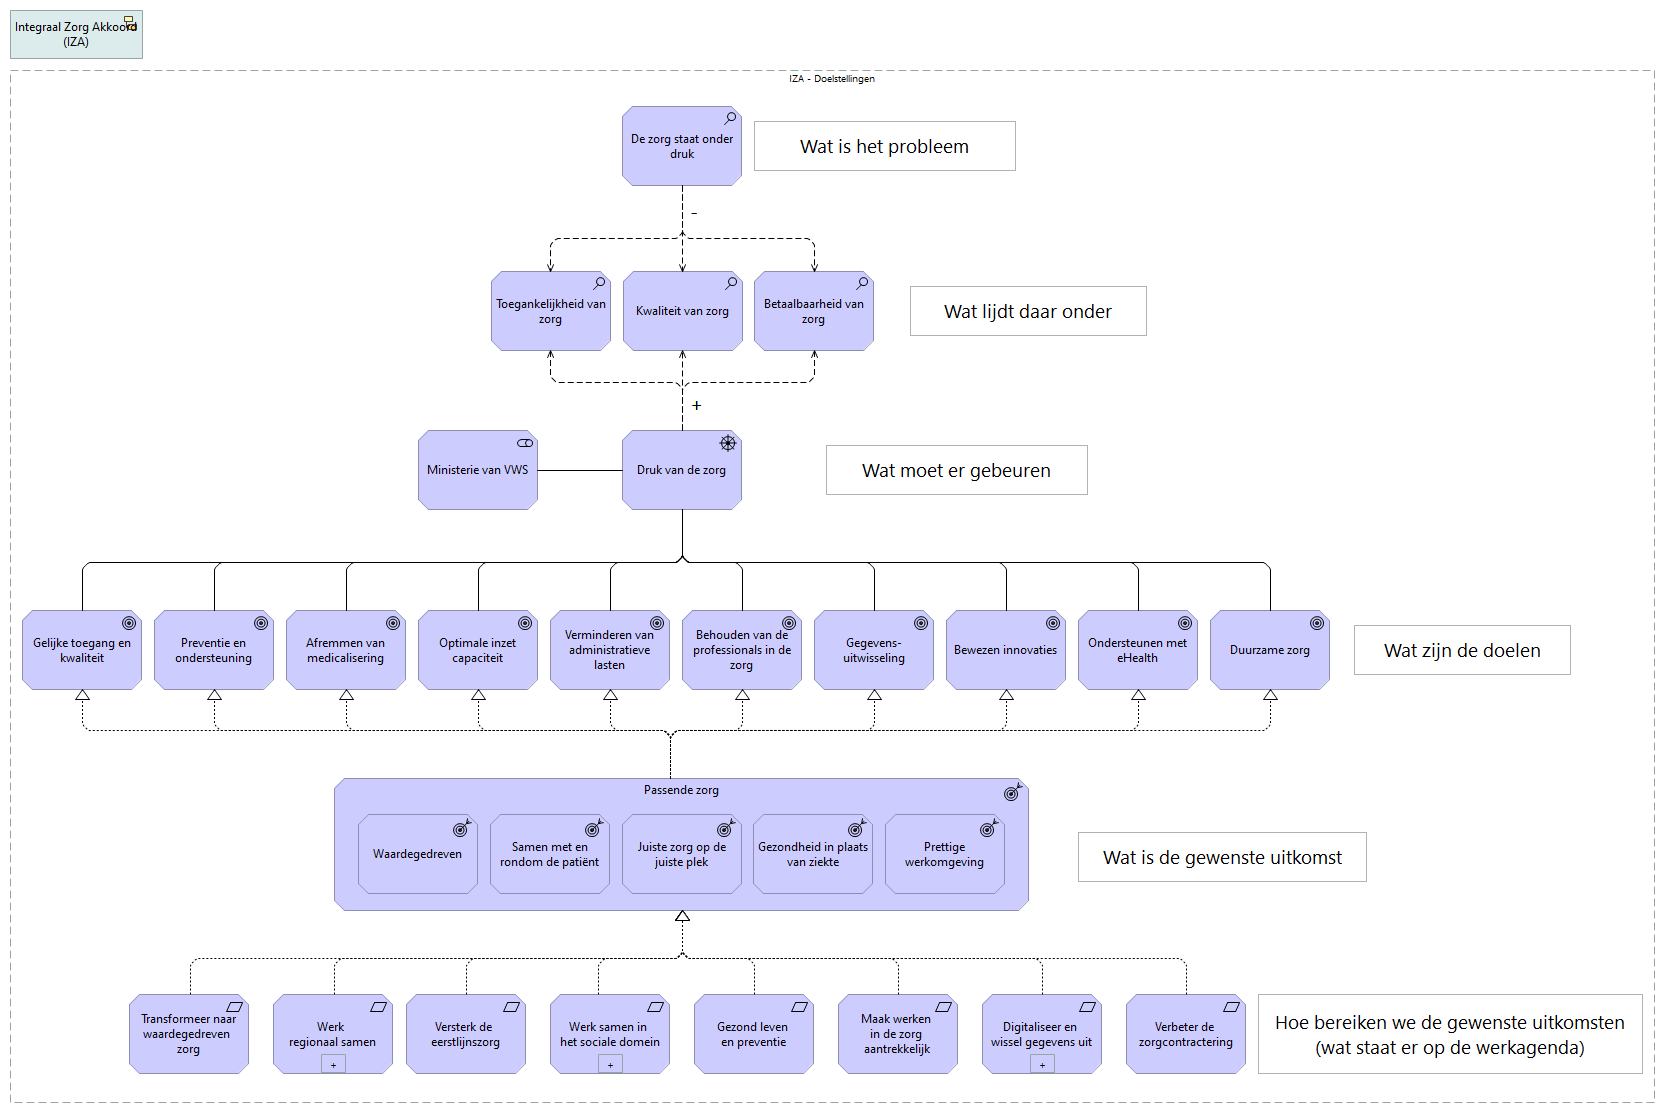 Integraal Zorg Akkoord
(IZA)
IZA - Doelstellingen
De zorg staat onder
druk
Wat is het probleem
-
Toegankelijkheid van
zorg
Kwaliteit van zorg
Betaalbaarheid van
zorg
Wat lijdt daar onder
+
Ministerie van VWS
Druk van de zorg
Wat moet er gebeuren
Gelijke toegang en
kwaliteit
Preventie en
ondersteuning
Afremmen van
medicalisering
Optimale inzet
capaciteit
Verminderen van
administratieve
lasten
Behouden van de
professionals in de
zorg
Gegevens-
uitwisseling
Bewezen innovaties
Ondersteunen met
eHealth
Duurzame zorg
Wat zijn de doelen
Passende zorg
Waardegedreven
Samen met en
rondom de patiënt
Juiste zorg op de
juiste plek
Gezondheid in plaats
van ziekte
Prettige
werkomgeving
Wat is de gewenste uitkomst
Transformeer naar
waardegedreven
zorg
Werk
regionaal samen
+
Versterk de
eerstlijnszorg
Werk samen in
het sociale domein
+
Gezond leven
en preventie
Maak werken
in de zorg
aantrekkelijk
Digitaliseer en
wissel gegevens uit
+
Verbeter de
zorgcontractering
Hoe bereiken we de gewenste uitkomsten
(wat staat er op de werkagenda)